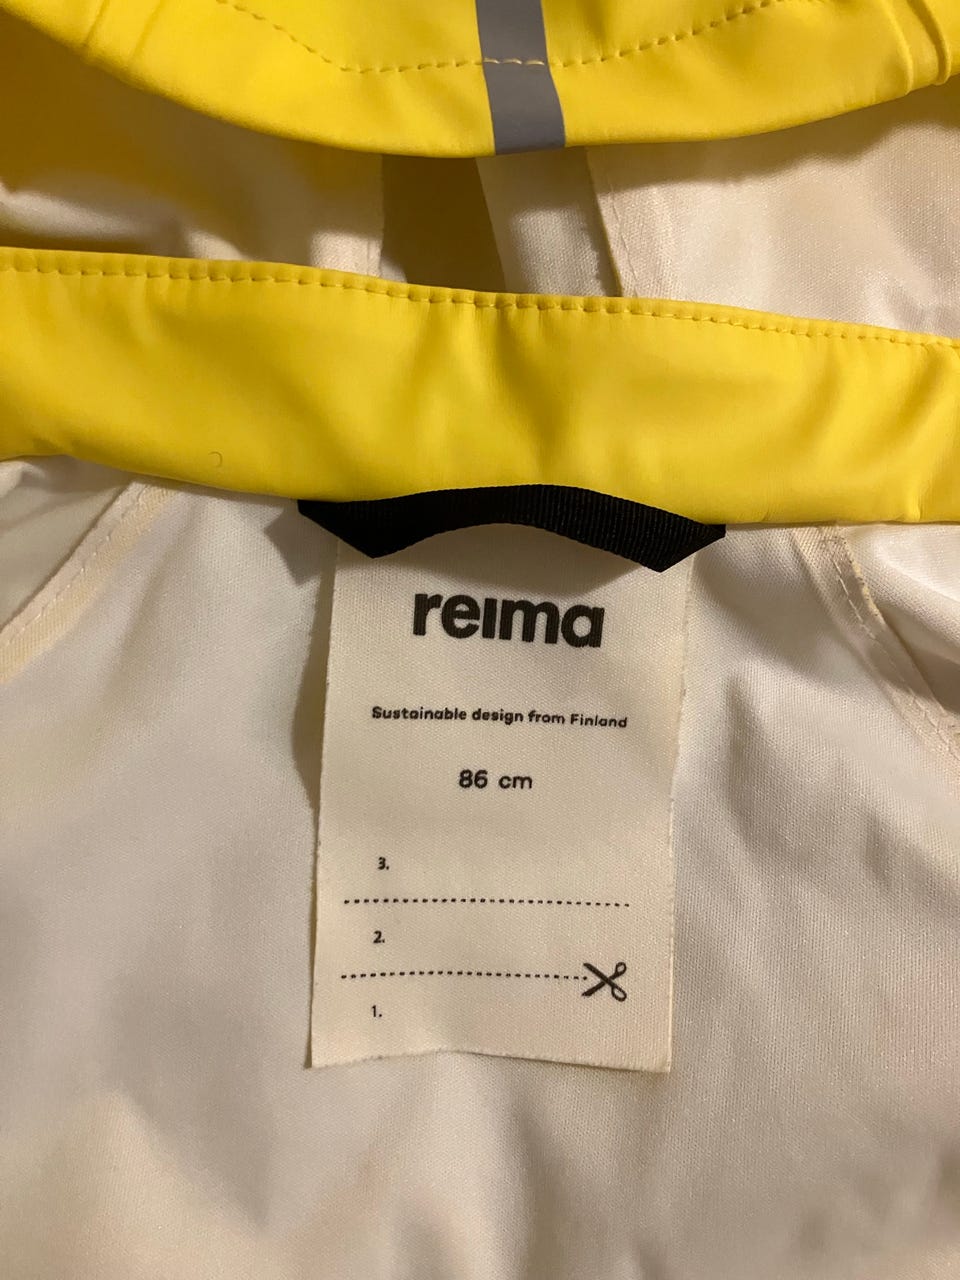 reima
Sustainable design from Finland
86 cm
3.
2.
1.